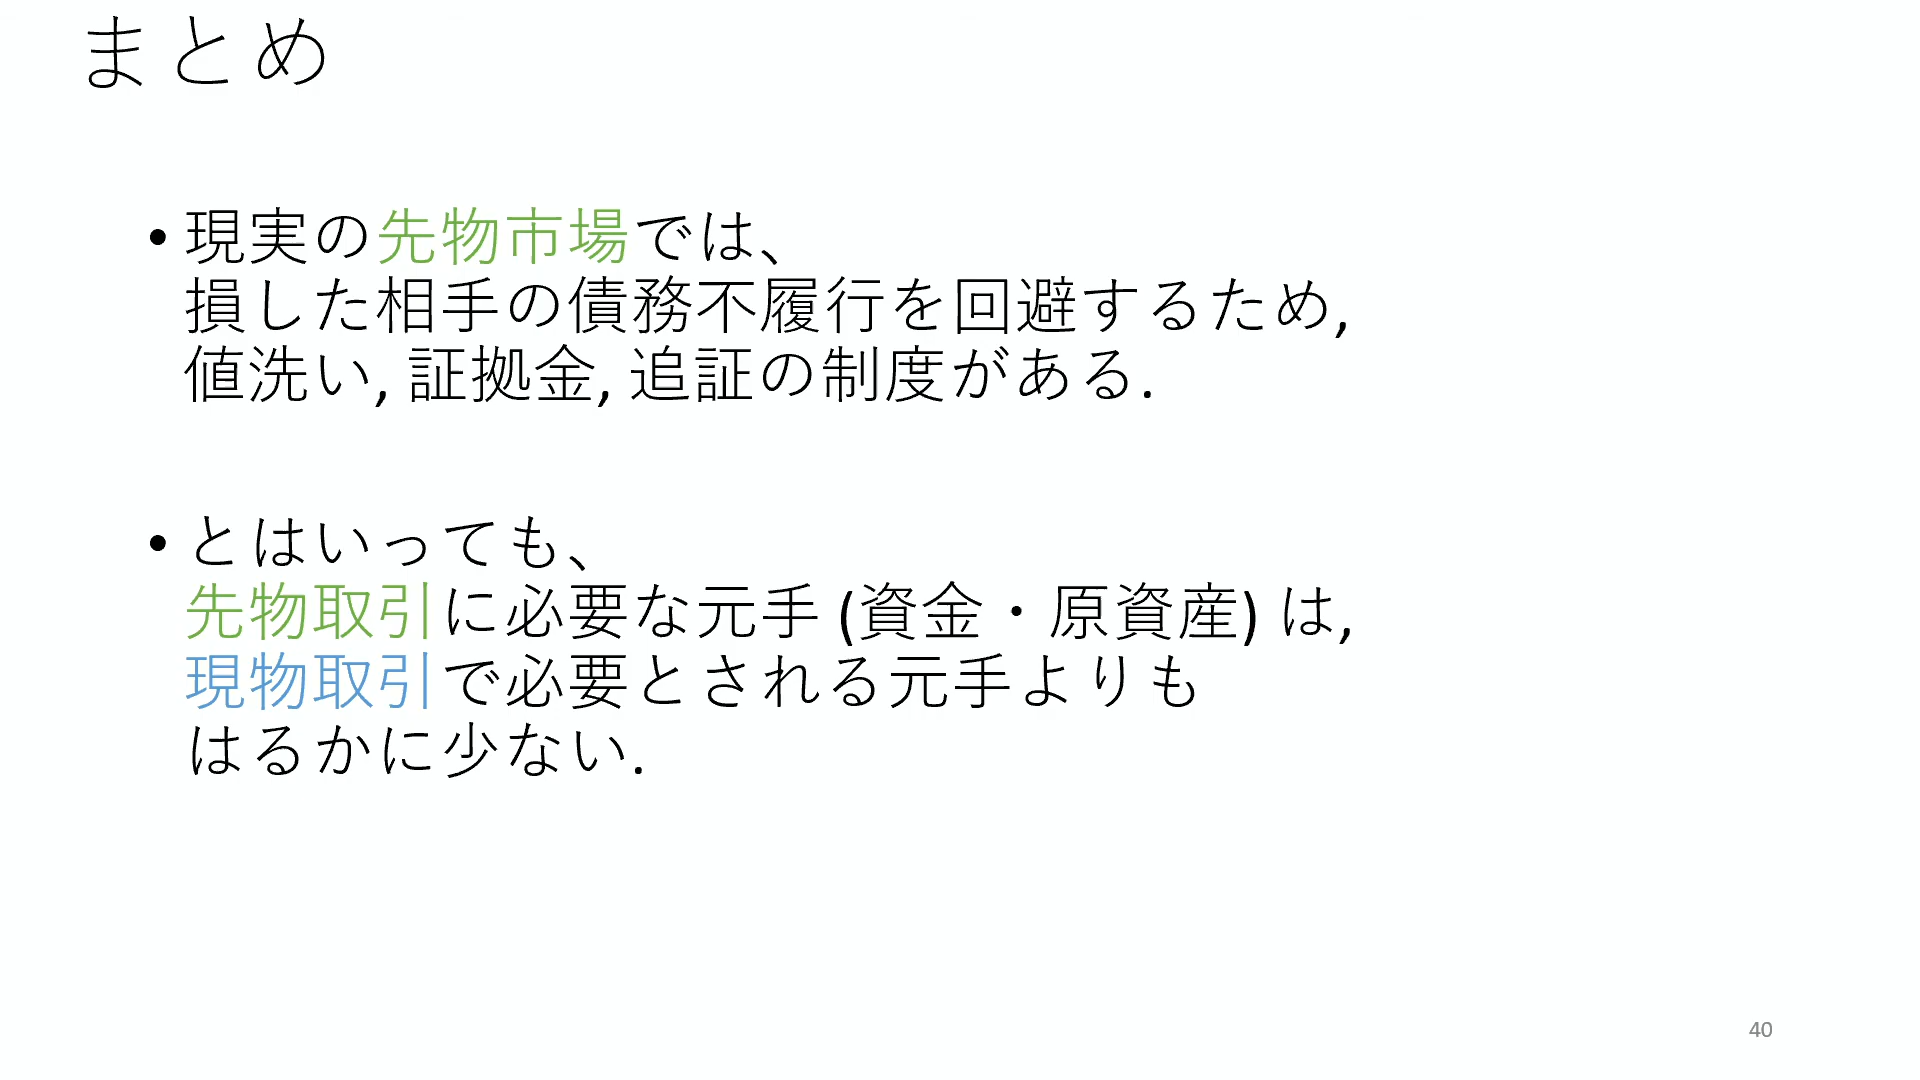 まとめ
• 現実の先物市場では、
損した相手の債務不履行を回避するため,
値洗い, 証拠金, 追証の制度がある.
• とはいっても、
先物取引に必要な元手 (資金・原資産) は,
現物取引で必要とされる元手よりも
はるかに少ない.
40